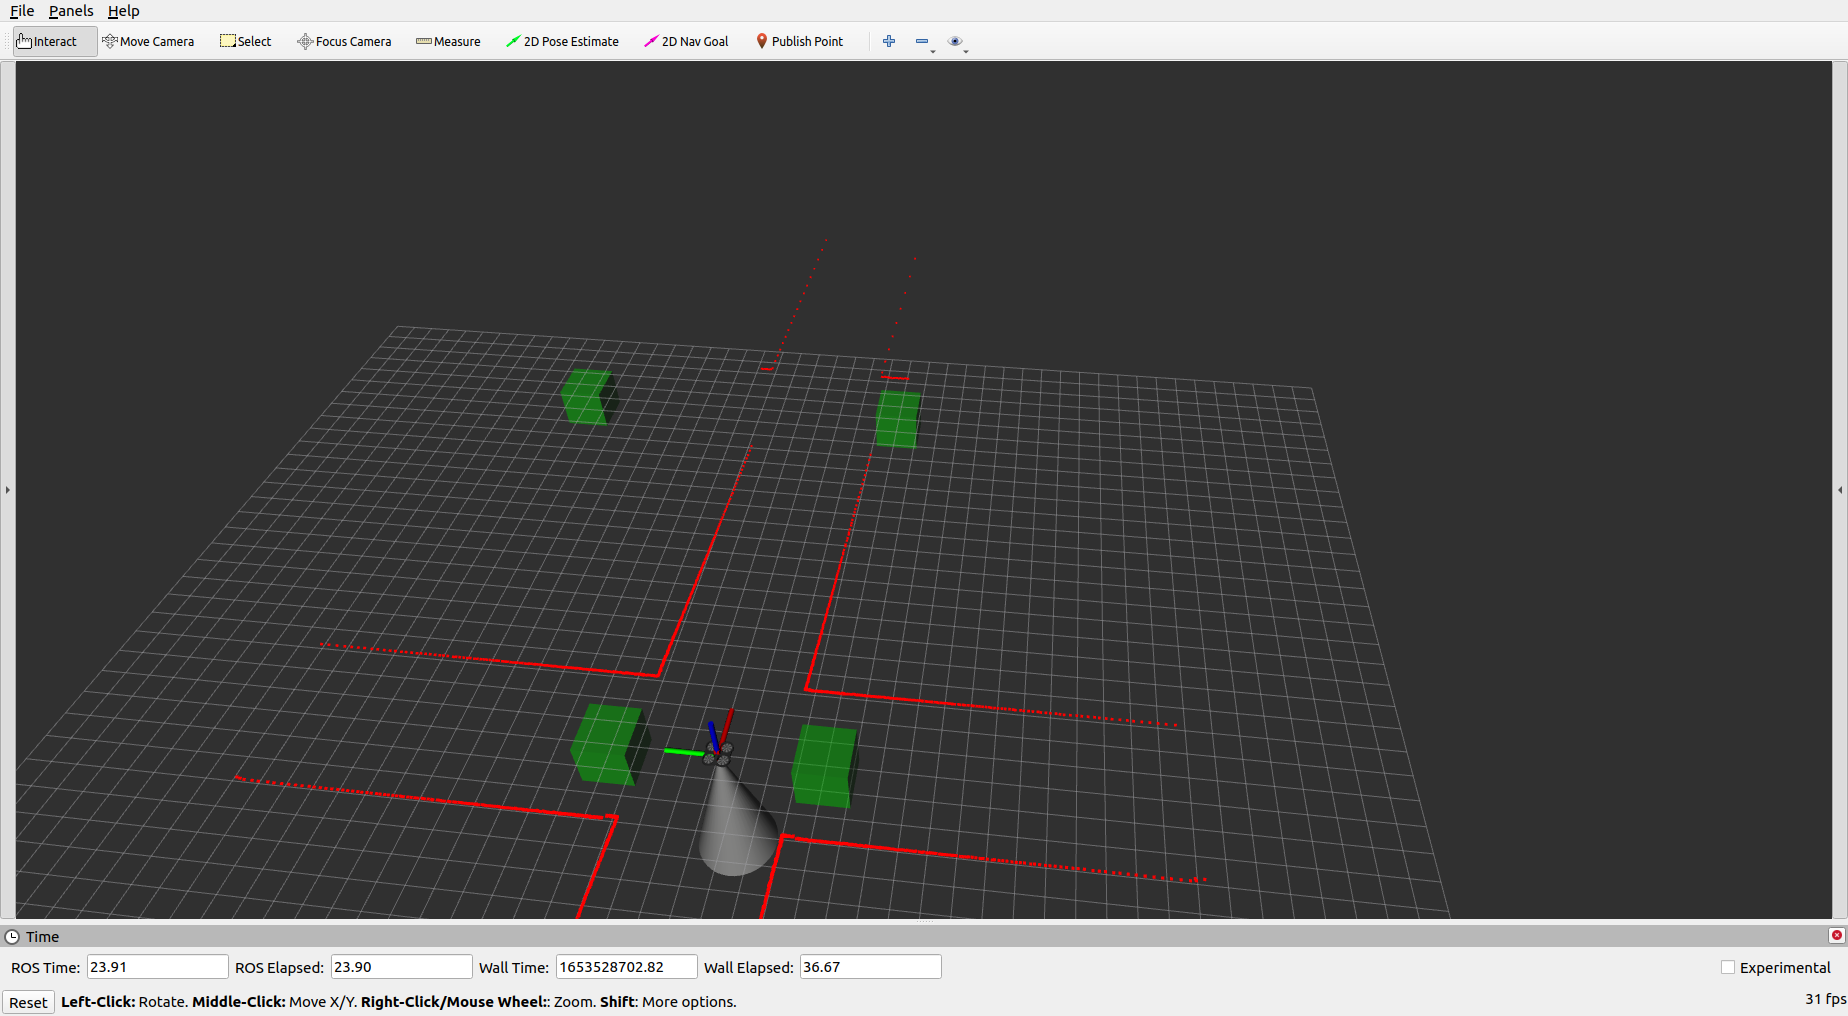 File Panels Help
Interact Move Camera Select Focus Camera Measure 2D Pose Estimate 2D Nav Goal Publish Point
Time
ROS Time: 23.91 ROS Elapsed: 23.90 Wall Time: 1653528702.82 Wall Elapsed: 36.67 Experimental
Reset Left-Click: Rotate. Middle-Click: Move X/Y. Right-Click/Mouse Wheel:: Zoom. Shift: More options. 31 fps